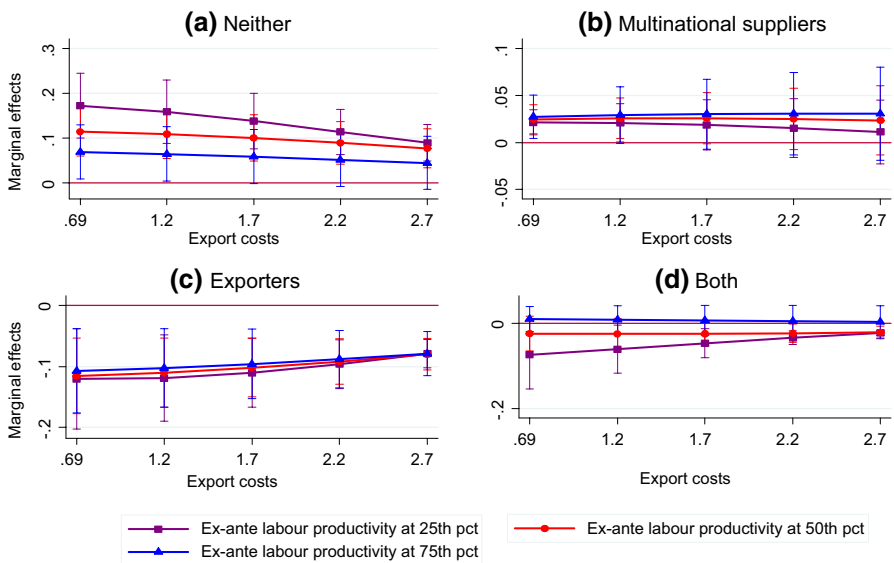 (a) Neither
Marginal effects
.3
.2
.1
0
.69 1.2 1.7 2.2 2.7
Export costs
(b) Multinational suppliers
.1
.05
0
-.05
.69 1.2 1.7 2.2 2.7
Export costs
(c) Exporters
Marginal effects
0
-.1
-.2
.69 1.2 1.7 2.2 2.7
Export costs
(d) Both
0
-.2
.69 1.2 1.7 2.2 2.7
Export costs
Ex-ante labour productivity at 25th pct
Ex-ante labour productivity at 50th pct
Ex-ante labour productivity at 75th pct